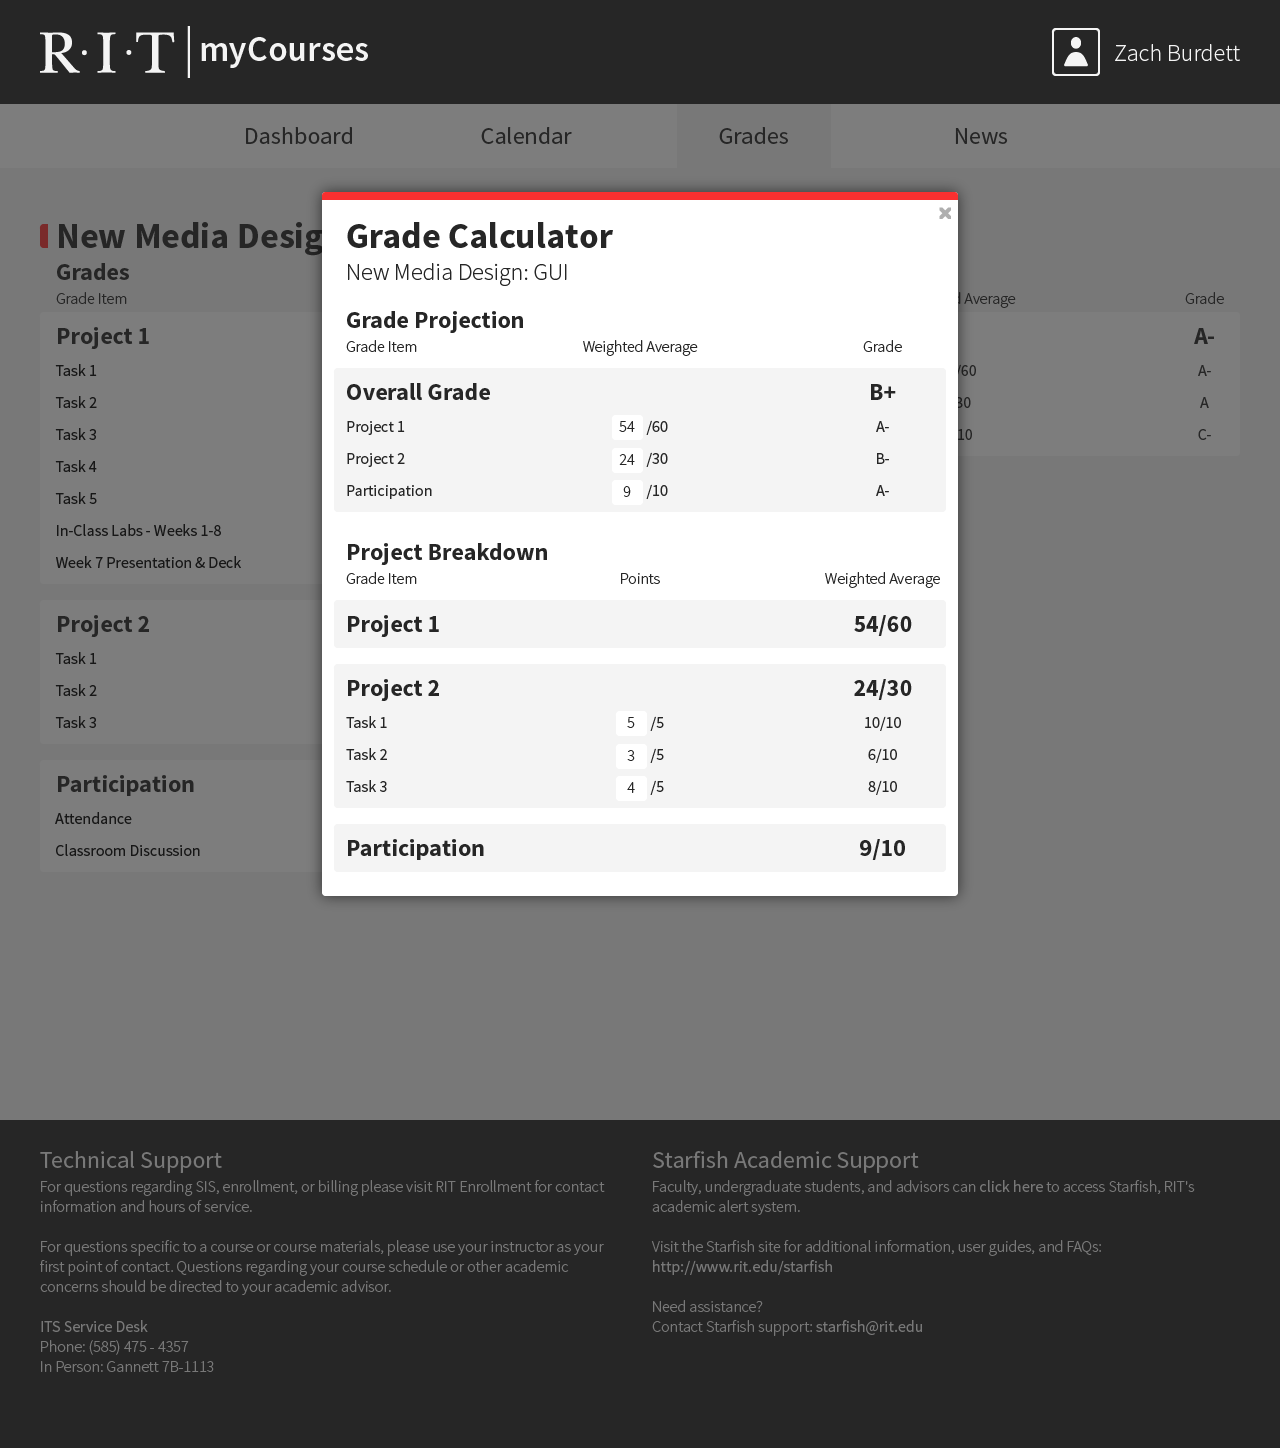 R·I·T myCourses
Zach Burdett
Dashboard Calendar Grades News
New Media Desig
Grades
Grade Item
Project 1
Task 1
Task 2
Task 3
Task 4
Task 5
In-Class Labs - Weeks 1-8
Week 7 Presentation & Deck
Project 2
Task 1
Task 2
Task 3
Participation
Attendance
Classroom Discussion
Grade Calculator
New Media Design: GUI
Grade Projection
Grade Item Weighted Average Grade
Overall Grade B+
Project 1 54 /60 A-
Project 2 24 /30 B-
Participation 9 /10 A-
Project Breakdown
Grade Item Points Weighted Average
Project 1 54/60
Project 2 24/30
Task 1 5 /5 10/10
Task 2 3 /5 6/10
Task 3 4 /5 8/10
Participation 9/10
Average Grade
A-
/60 A-
30 A
10 C-
Technical Support
For questions regarding SIS, enrollment, or billing please visit RIT Enrollment for contact
information and hours of service.
For questions specific to a course or course materials, please use your instructor as your
first point of contact. Questions regarding your course schedule or other academic
concerns should be directed to your academic advisor.
ITS Service Desk
Phone: (585) 475 - 4357
In Person: Gannett 7B-1113
Starfish Academic Support
Faculty, undergraduate students, and advisors can click here to access Starfish, RIT's
academic alert system.
Visit the Starfish site for additional information, user guides, and FAQs:
http://www.rit.edu/starfish
Need assistance?
Contact Starfish support: starfish@rit.edu